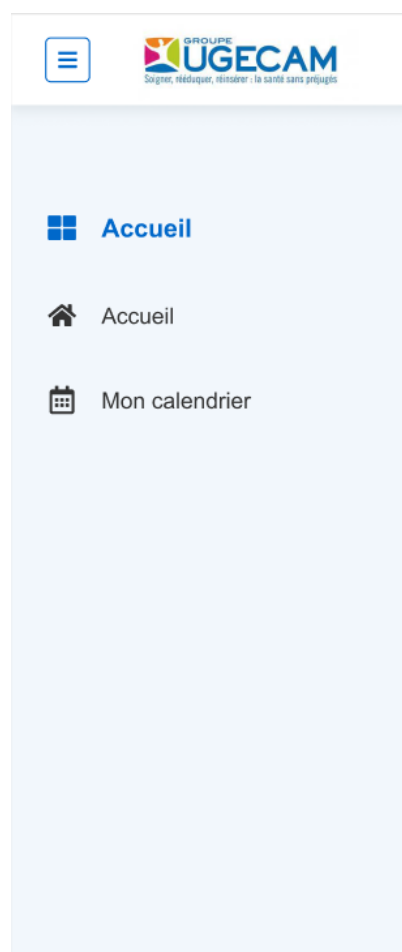 GROUPE
UGECAM
Soigner, rééduquer, réinsérer : la santé sans préjugés
Accueil
Accueil
Mon calendrier